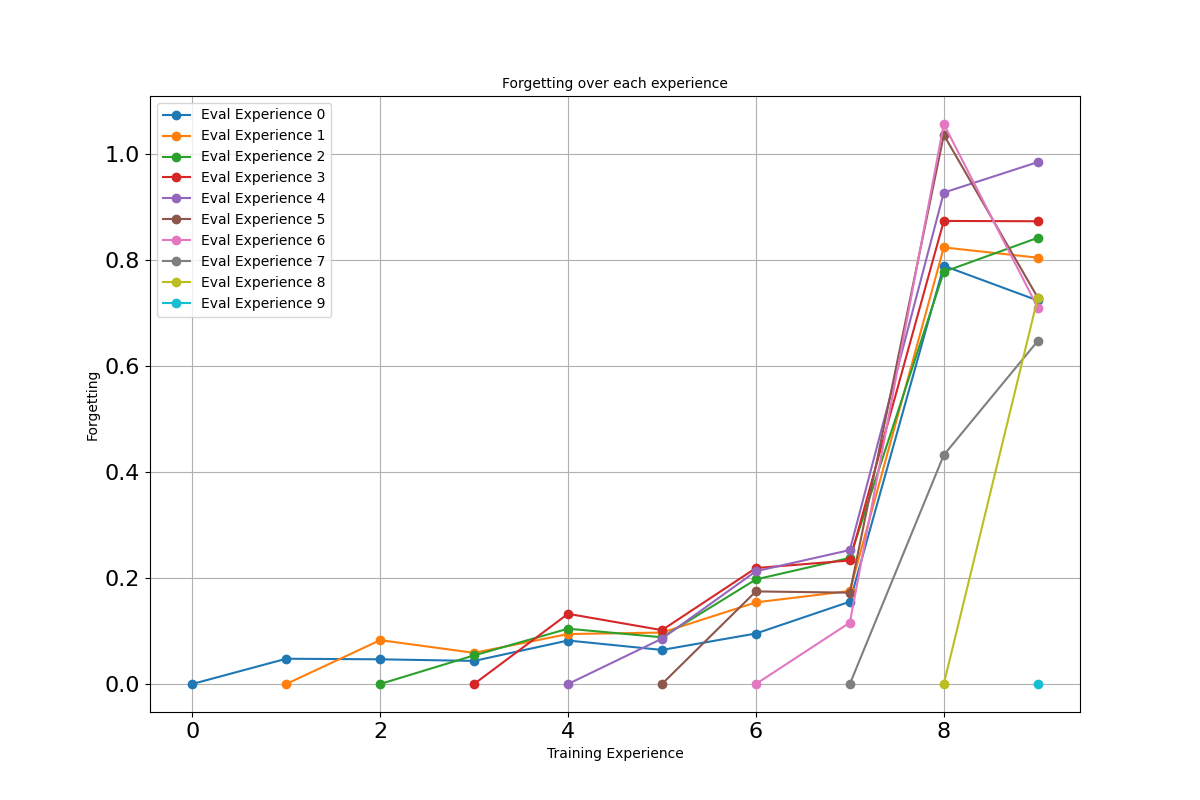 Forgetting over each experience
Eval Experience 0
Eval Experience 1
Eval Experience 2
Eval Experience 3
Eval Experience 4
Eval Experience 5
Eval Experience 6
Eval Experience 7
Eval Experience 8
Eval Experience 9
1.0
0.8
0.6
0.4
0.2
0.0
Forgetting
0 2 4 6 8
Training Experience